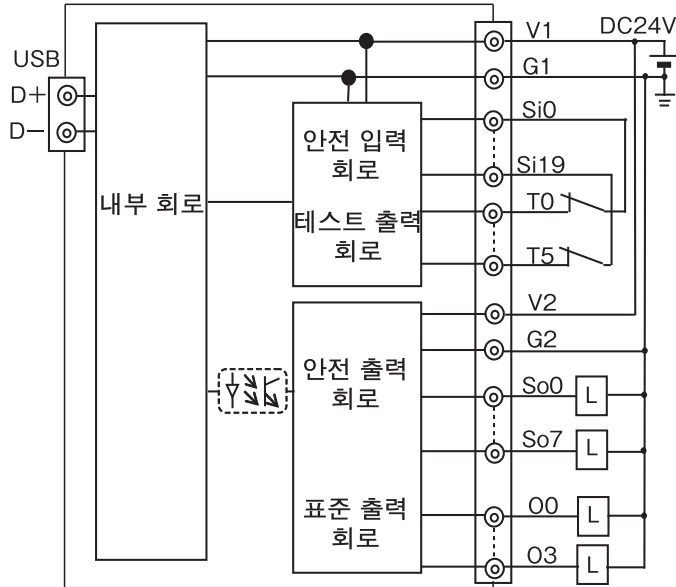 V1
DC24V
USB
G1
D+
D−
Si0
안전 입력
회로
Si19
내부 회로
T0
테스트 출력
회로
T5
V2
G2
안전 출력
회로
So0
L
So7
L
표준 출력
회로
O0
L
O3
L